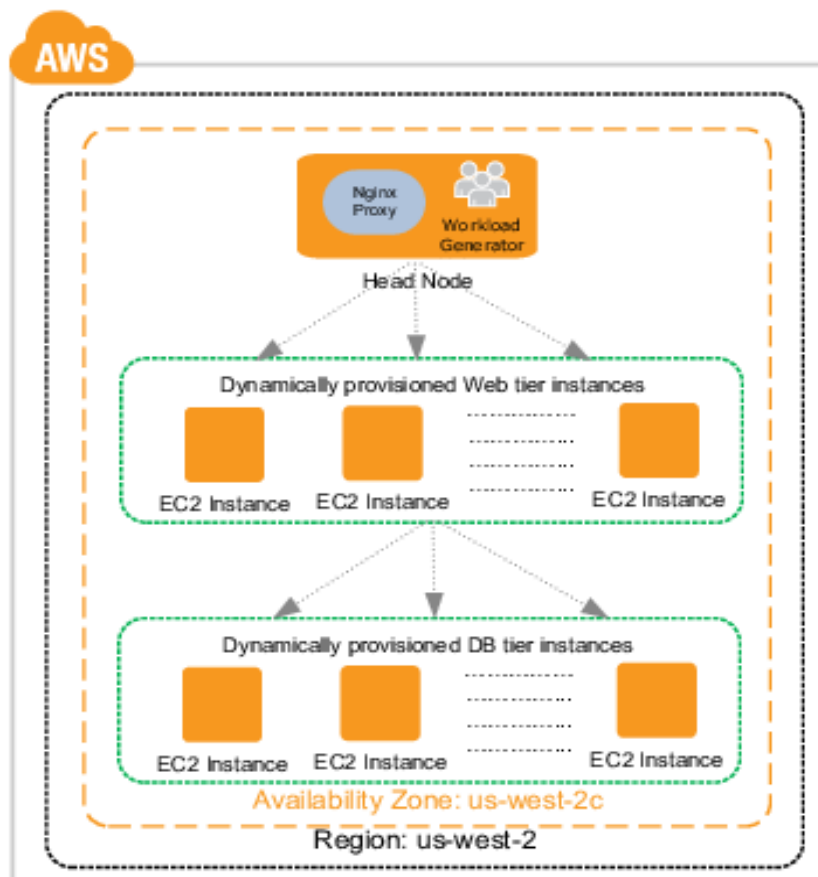 AWS
Nginx
Proxy
Workload
Generator
Head Node
Dynamically provisioned Web tier instances
EC2 Instance
EC2 Instance
EC2 Instance
Dynamically provisioned DB tier instances
EC2 Instance
EC2 Instance
EC2 Instance
Availability Zone: us-west-2c
Region: us-west-2